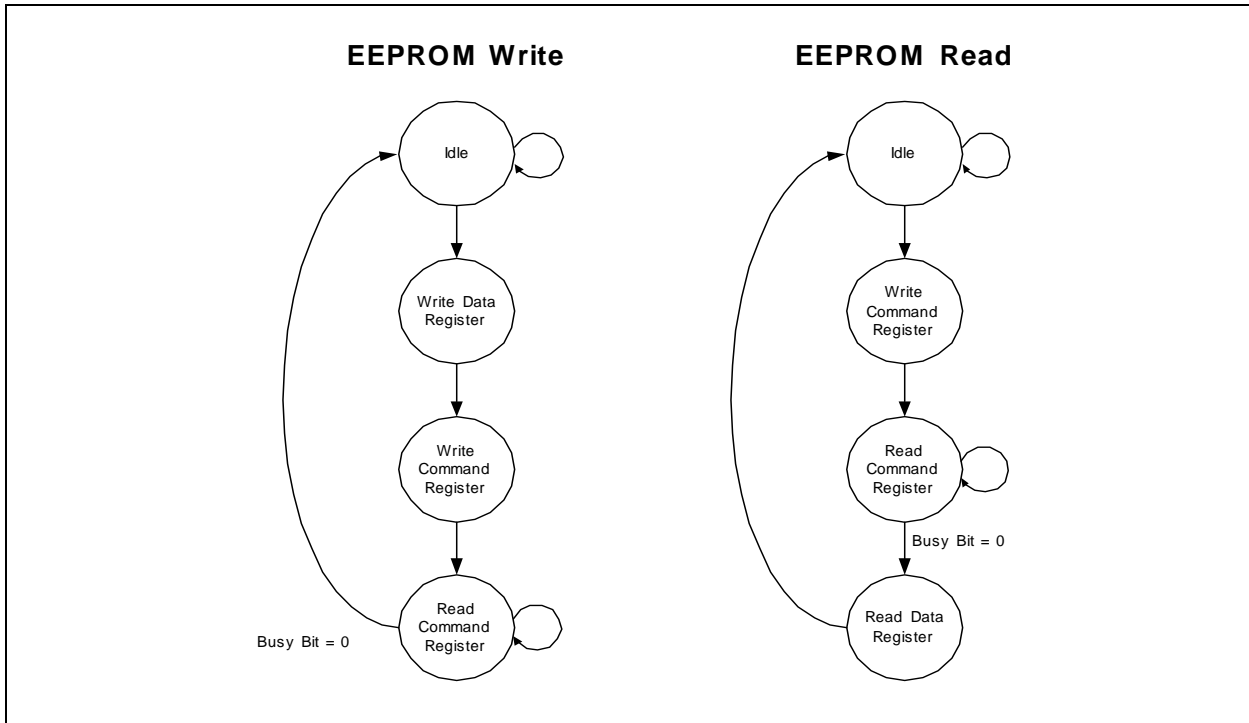 EEPROM Write
Idle
Write Data
Register
Write
Command
Register
Read
Command
Register
Busy Bit = 0
EEPROM Read
Idle
Write
Command
Register
Read
Command
Register
Busy Bit = 0
Read Data
Register